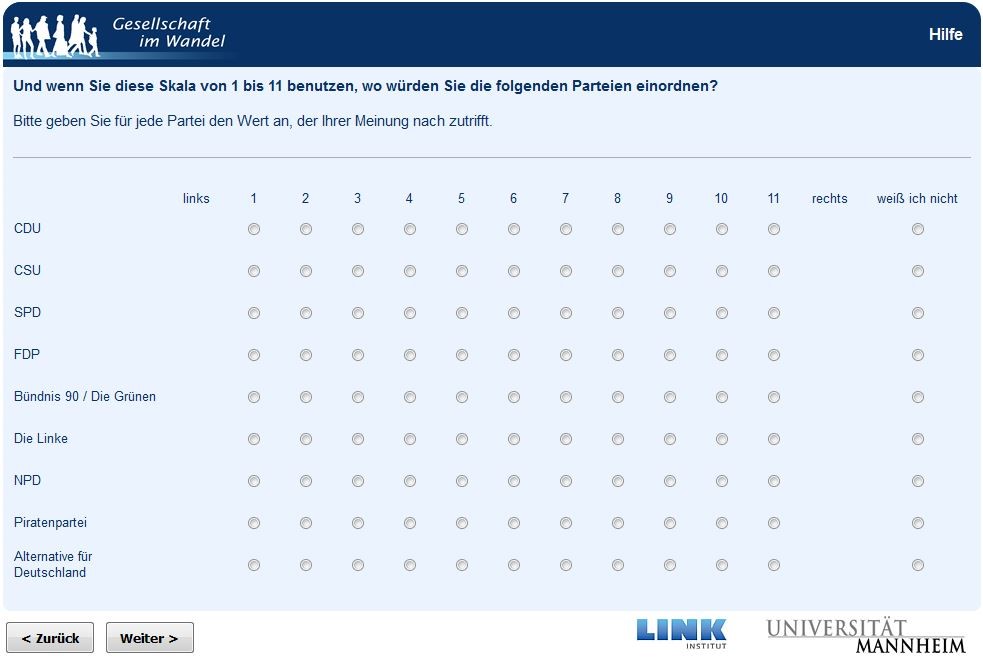 Gesellschaft
im Wandel
Hilfe
Und wenn Sie diese Skala von 1 bis 11 benutzen, wo würden Sie die folgenden Parteien einordnen?
Bitte geben Sie für jede Partei den Wert an, der Ihrer Meinung nach zutrifft.
links 1 2 3 4 5 6 7 8 9 10 11 rechts weiß ich nicht
CDU
CSU
SPD
FDP
Bündnis 90 / Die Grünen
Die Linke
NPD
Piratenpartei
Alternative für
Deutschland
< Zurück Weiter >
LINK
INSTITUT
UNIVERSITÄT
MANNHEIM